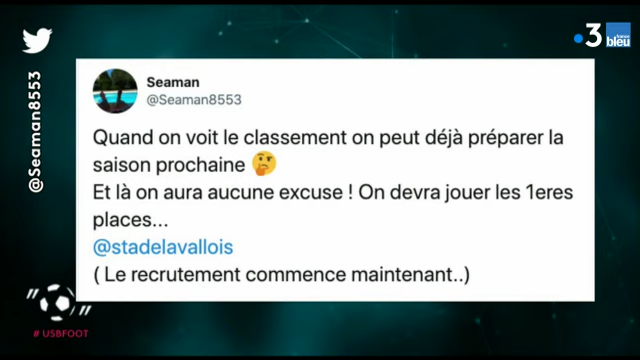 @Seaman8553
3
france
bleu
Seaman
@Seaman8553
Quand on voit le classement on peut déjà préparer la
saison prochaine 🤔
Et là on aura aucune excuse ! On devra jouer les 1eres
places...
@stadelavallois
( Le recrutement commence maintenant..)
# USBFOOT